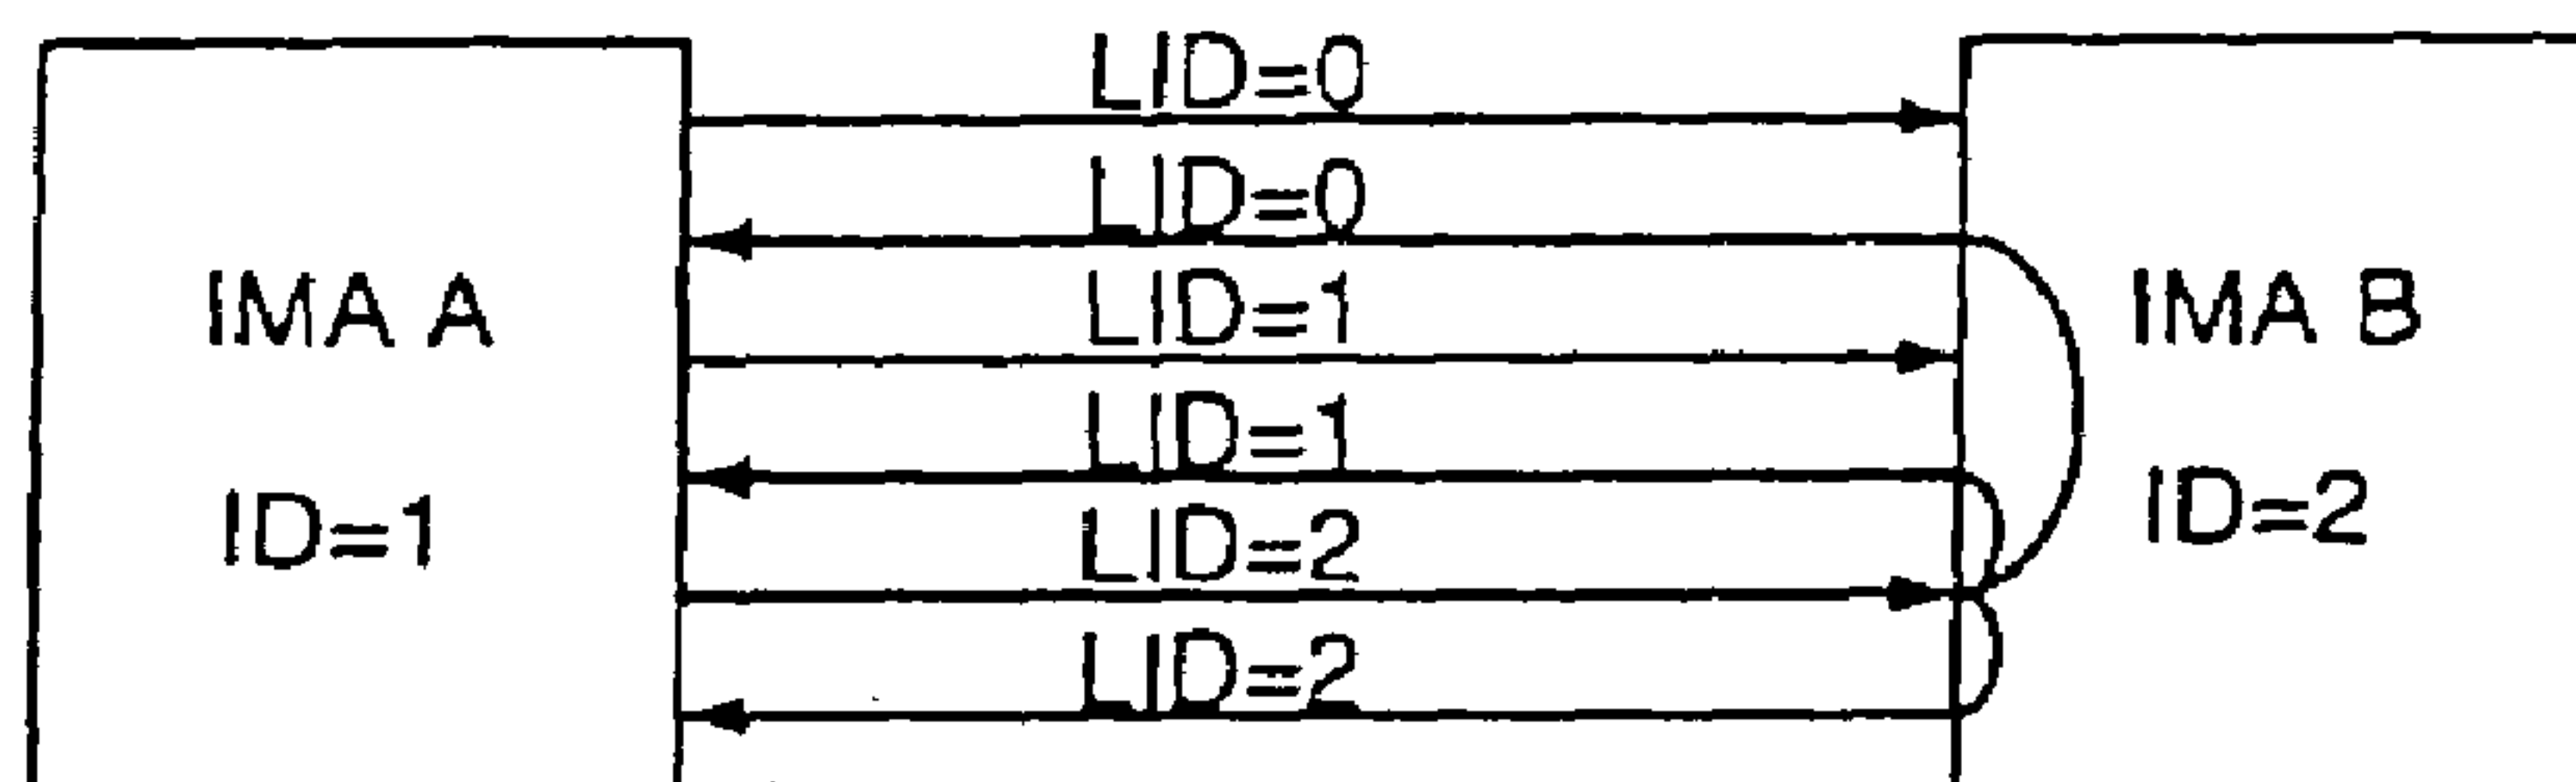 LID=0
LID=0
IMA A
LID=1
IMA B
LID=1
ID=1
LID=2
ID=2
LID=2